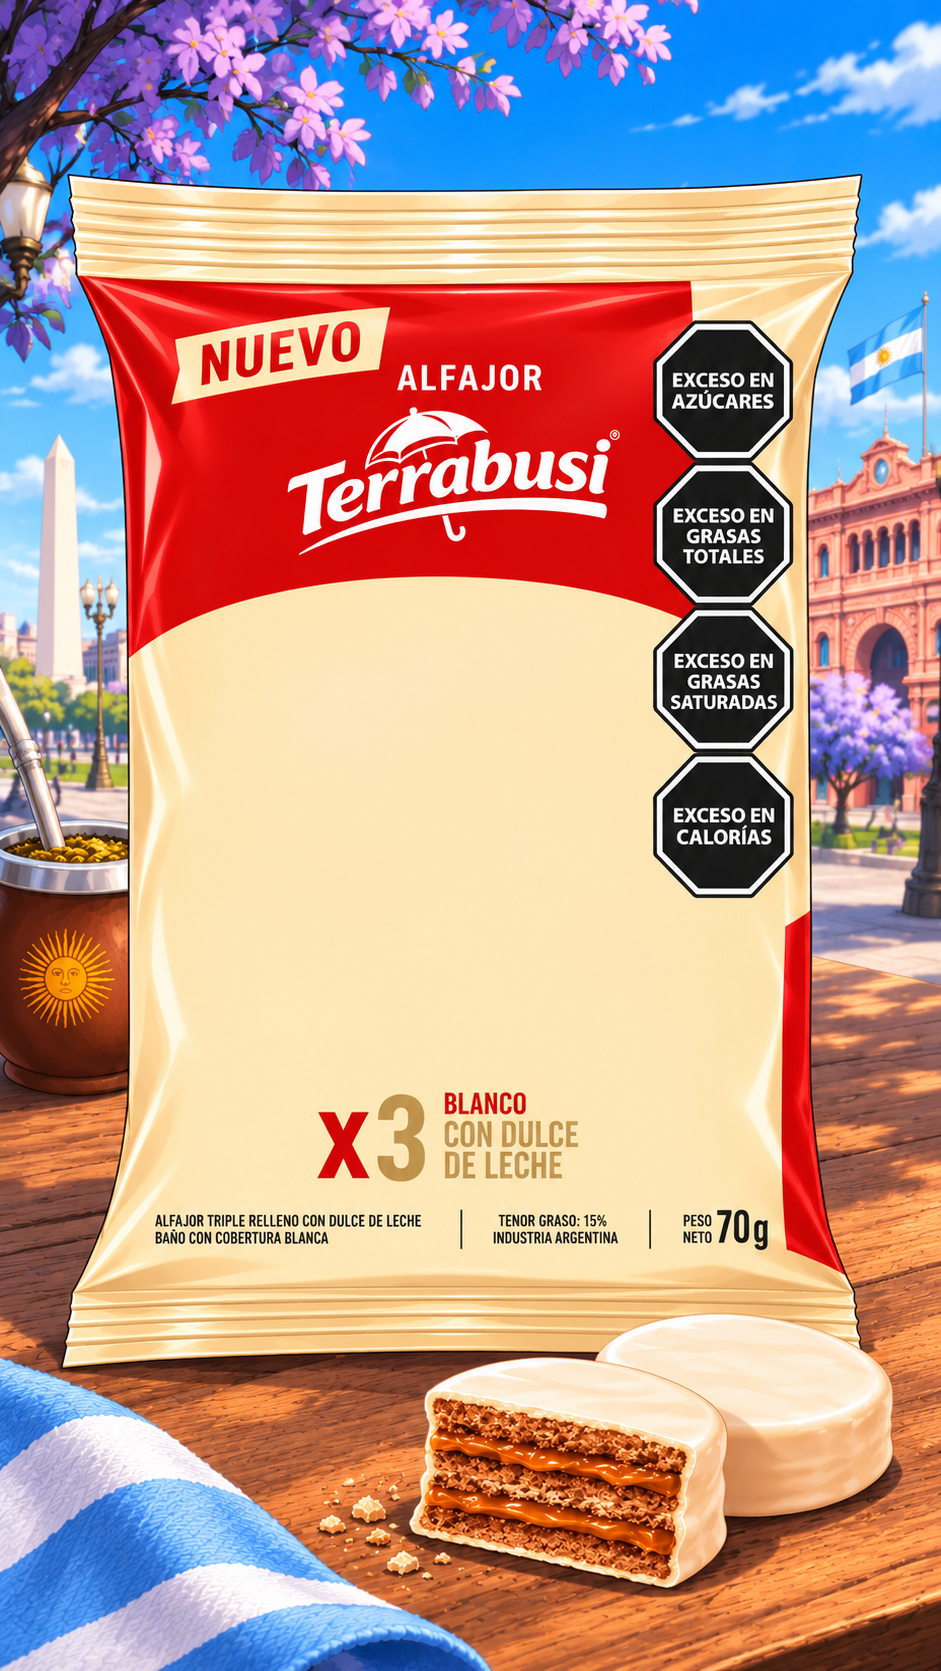 NUEVO
ALFAJOR
Terrabusi®
EXCESO EN
AZÚCARES
EXCESO EN
GRASAS
TOTALES
EXCESO EN
GRASAS
SATURADAS
EXCESO EN
CALORÍAS
x3
BLANCO
CON DULCE
DE LECHE
ALFAJOR TRIPLE RELLENO CON DULCE DE LECHE
BAÑO CON COBERTURA BLANCA
TENOR GRASO: 15%
INDUSTRIA ARGENTINA
PESO
NETO 70g